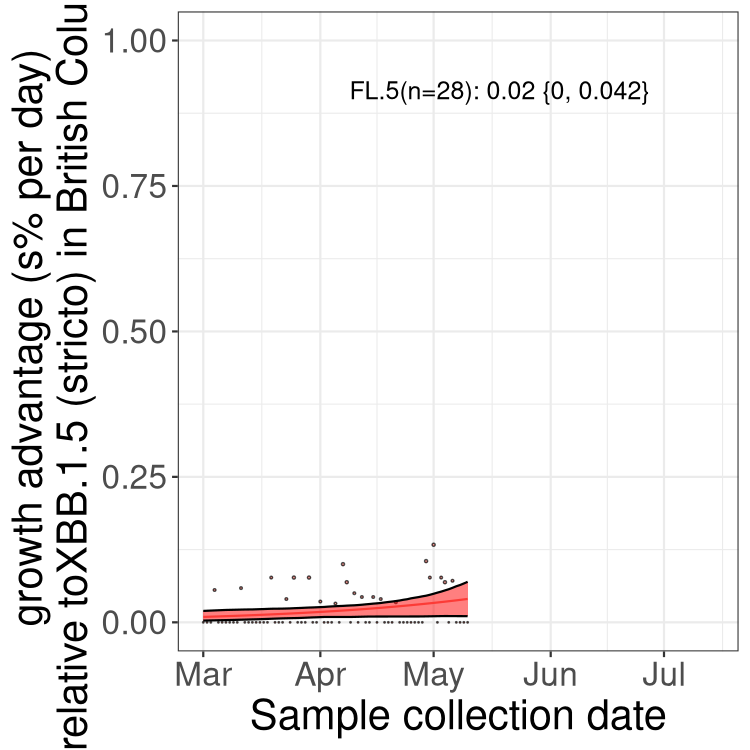 growth advantage (s% per day)
relative toXBB.1.5 (stricto) in British Colu
1.00
0.75
0.50
0.25
0.00
FL.5(n=28): 0.02 {0, 0.042}
Mar Apr May Jun Jul
Sample collection date